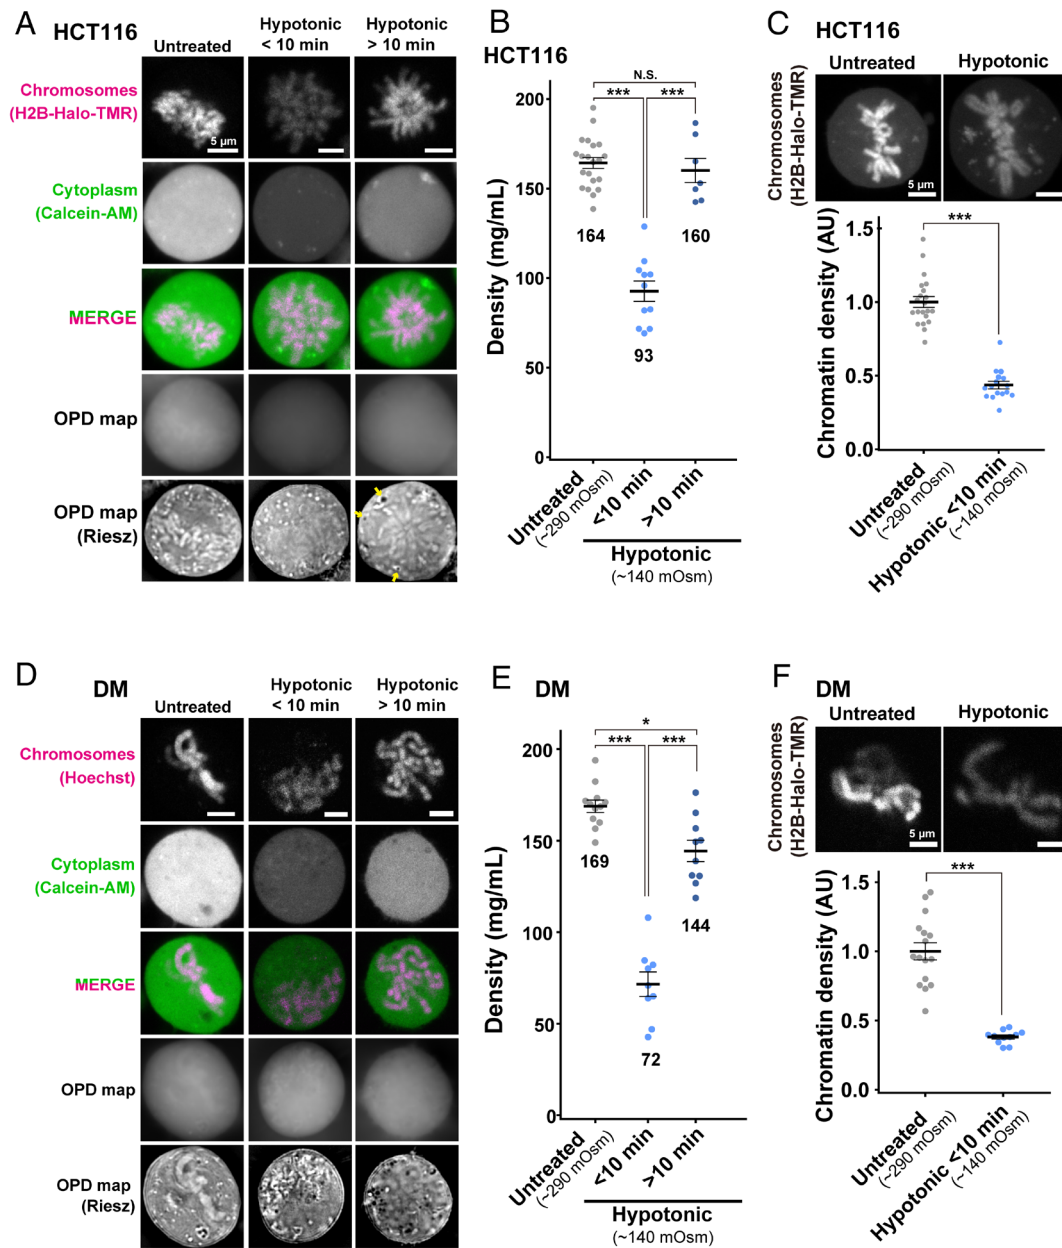 A
HCT116
Untreated
Hypotonic
< 10 min
Hypotonic
> 10 min
Chromosomes
(H2B-Halo-TMR)
5 µm
Cytoplasm
(Calcein-AM)
MERGE
OPD map
OPD map
(Riesz)
B
HCT116
N.S.
***
***
Density (mg/mL)
200
150
100
50
0
164
93
160
Untreated
(~290 mOsm)
<10 min
>10 min
Hypotonic
(~140 mOsm)
C
HCT116
Untreated
Hypotonic
Chromosomes
(H2B-Halo-TMR)
5 µm
***
Chromatin density (AU)
1.5
1.0
0.5
0.0
Untreated
(~290 mOsm)
Hypotonic <10 min
(~140 mOsm)
D
DM
Untreated
Hypotonic
< 10 min
Hypotonic
> 10 min
Chromosomes
(Hoechst)
Cytoplasm
(Calcein-AM)
MERGE
OPD map
OPD map
(Riesz)
E
DM
*
***
***
Density (mg/mL)
200
150
100
50
0
169
72
144
Untreated
(~290 mOsm)
<10 min
>10 min
Hypotonic
(~140 mOsm)
F
DM
Untreated
Hypotonic
Chromosomes
(H2B-Halo-TMR)
5 µm
***
Chromatin density (AU)
1.5
1.0
0.5
0.0
Untreated
(~290 mOsm)
Hypotonic <10 min
(~140 mOsm)